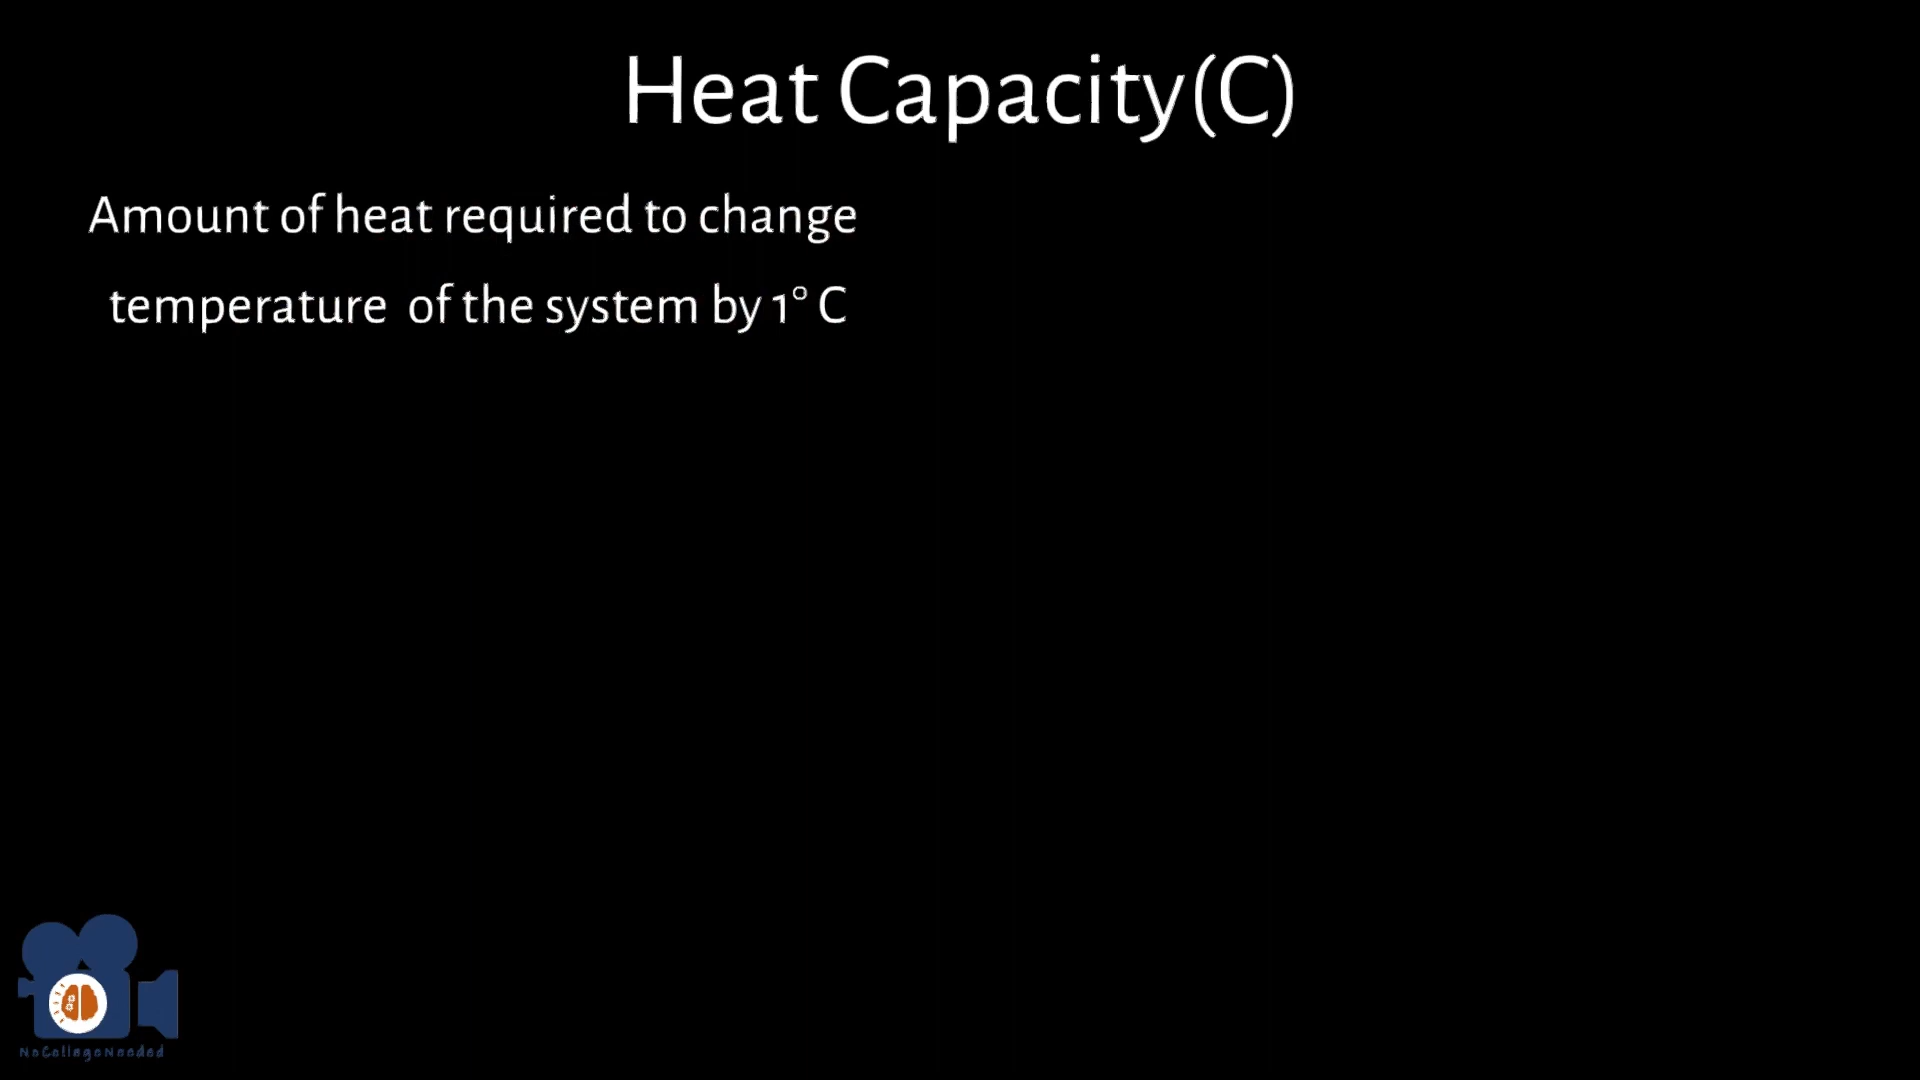 Heat Capacity(C)
Amount of heat required to change
temperature of the system by 1° C
NoCollegeNeeded